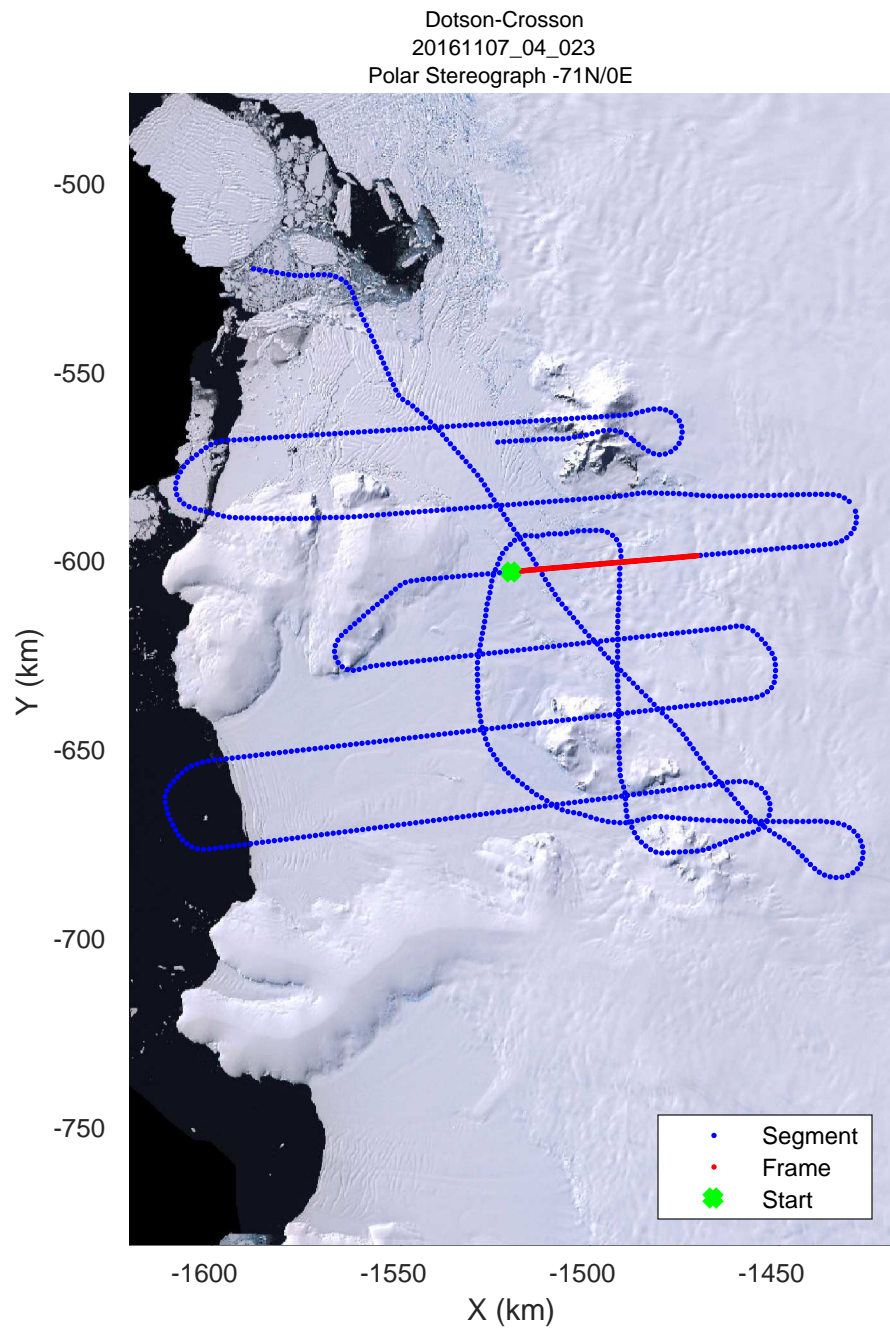 Dotson-Crosson
20161107_04_023
Polar Stereograph -71N/0E
-500
-550
-600
-650
-700
-750
Y (km)
-1600
-1550
-1500
-1450
X (km)
Segment
Frame
Start